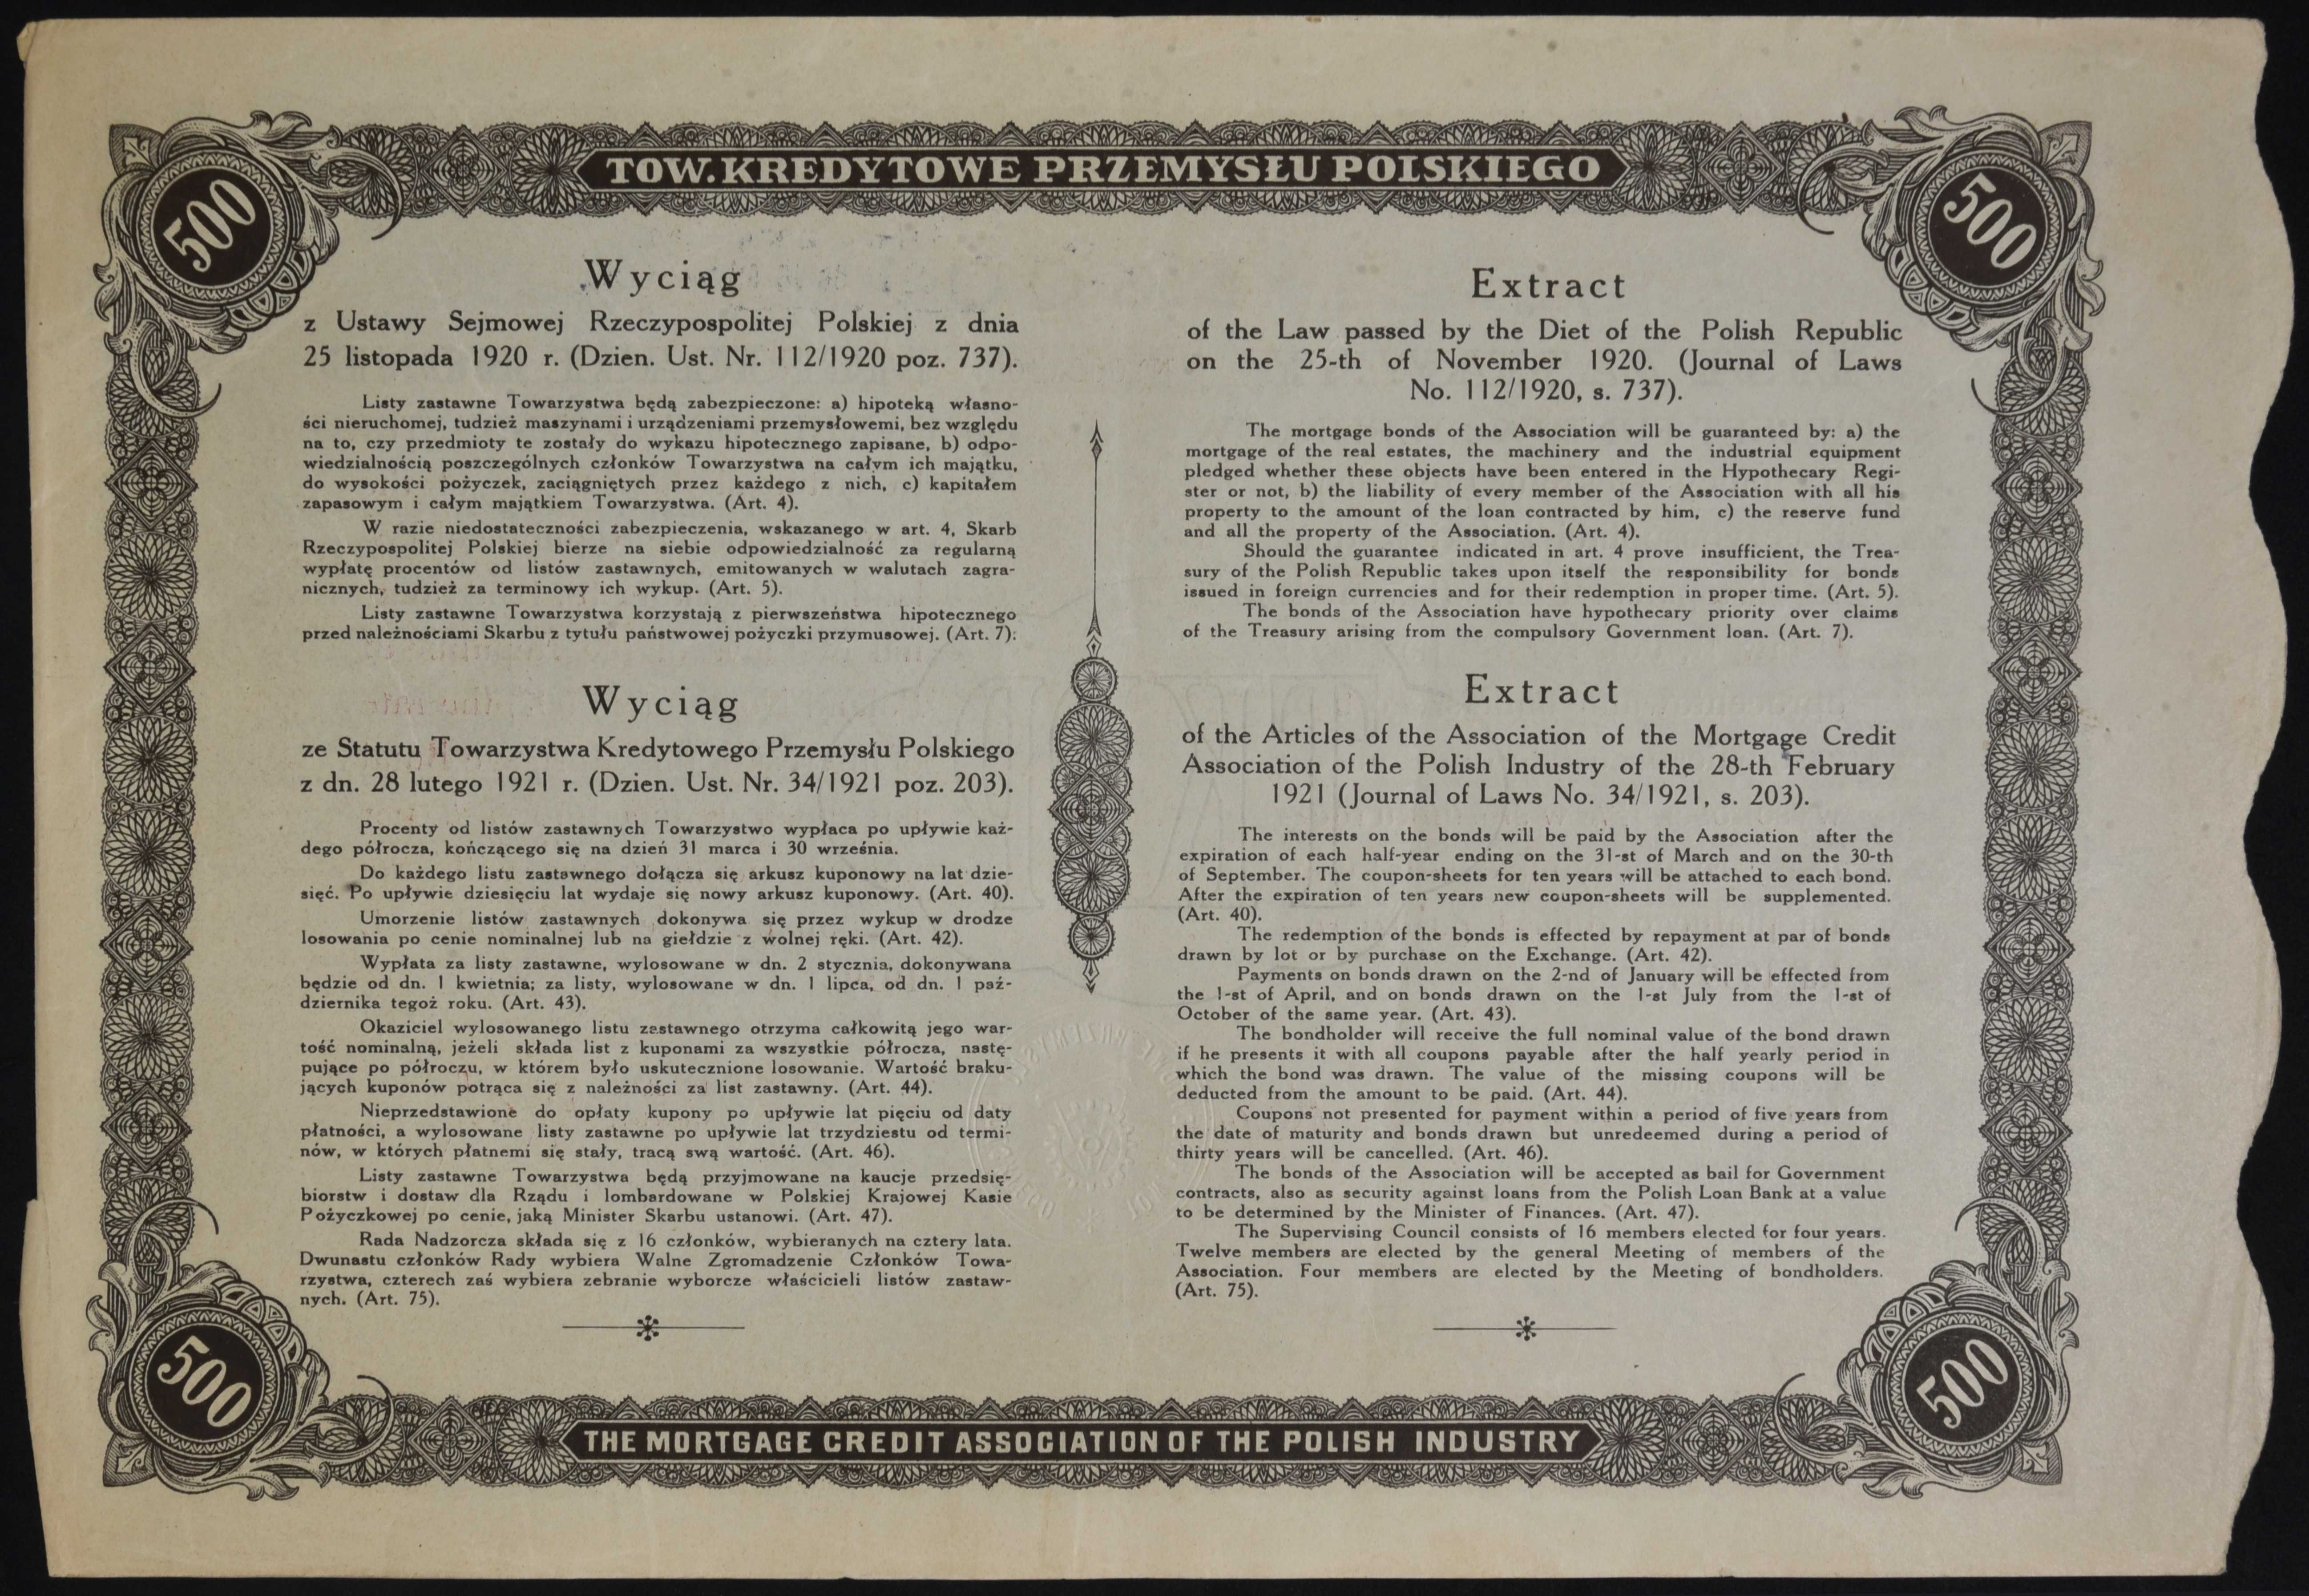 TOW. KREDYTOWE PRZEMYSŁU POLSKIEGO
500
500
Wyciąg
z Ustawy Sejmowej Rzeczypospolitej Polskiej z dnia
25 listopada 1920 r. (Dzien. Ust. Nr. 112/1920 poz. 737).
Listy zastawne Towarzystwa będą zabezpieczone: a) hipoteką własno-
ści nieruchomej, tudzież maszynami i urządzeniami przemysłowemi, bez względu
na to, czy przedmioty te zostały do wykazu hipotecznego zapisane, b) odpo-
wiedzialnością poszczególnych członków Towarzystwa na całym ich majątku,
do wysokości pożyczek, zaciągniętych przez każdego z nich, c) kapitałem
zapasowym i całym majątkiem Towarzystwa. (Art. 4).
W razie niedostateczności zabezpieczenia, wskazanego w art. 4, Skarb
Rzeczypospolitej Polskiej bierze na siebie odpowiedzialność za regularną
wypłatę procentów od listów zastawnych, emitowanych w walutach zagra-
nicznych, tudzież za terminowy ich wykup. (Art. 5).
Listy zastawne Towarzystwa korzystają z pierwszeństwa hipotecznego
przed należnościami Skarbu z tytułu państwowej pożyczki przymusowej. (Art. 7).
Wyciąg
ze Statutu Towarzystwa Kredytowego Przemysłu Polskiego
z dn. 28 lutego 1921 r. (Dzien. Ust. Nr. 34/1921 poz. 203).
Procenty od listów zastawnych Towarzystwo wypłaca po upływie każ-
dego półrocza, kończącego się na dzień 31 marca i 30 września.
Do każdego listu zastawnego dołącza się arkusz kuponowy na lat dzie-
sięć. Po upływie dziesięciu lat wydaje się nowy arkusz kuponowy. (Art. 40).
Umorzenie listów zastawnych dokonywa się przez wykup w drodze
losowania po cenie nominalnej lub na giełdzie z wolnej ręki. (Art. 42).
Wypłata za listy zastawne, wylosowane w dn. 2 stycznia, dokonywana
będzie od dn. 1 kwietnia; za listy, wylosowane w dn. 1 lipca, od dn. 1 paź-
dziernika tegoż roku. (Art. 43).
Okaziciel wylosowanego listu zastawnego otrzyma całkowitą jego war-
tość nominalną, jeżeli składa list z kuponami za wszystkie półrocza, nastę-
pujące po półroczu, w którem było uskutecznione losowanie. Wartość braku-
jących kuponów potrąca się z należności za list zastawny. (Art. 44).
Nieprzedstawione do opłaty kupony po upływie lat pięciu od daty
płatności, a wylosowane listy zastawne po upływie lat trzydziestu od termi-
nów, w których płatnemi się stały, tracą swą wartość. (Art. 46).
Listy zastawne Towarzystwa będą przyjmowane na kaucje przedsię-
biorstw i dostaw dla Rządu i lombardowane w Polskiej Krajowej Kasie
Pożyczkowej po cenie, jaką Minister Skarbu ustanowi. (Art. 47).
Rada Nadzorcza składa się z 16 członków, wybieranych na cztery lata.
Dwunastu członków Rady wybiera Walne Zgromadzenie Członków Towa-
rzystwa, czterech zaś wybiera zebranie wyborcze właścicieli listów zastaw-
nych. (Art. 75).
Extract
of the Law passed by the Diet of the Polish Republic
on the 25-th of November 1920. (Journal of Laws
No. 112/1920, s. 737).
The mortgage bonds of the Association will be guaranteed by: a) the
mortgage of the real estates, the machinery and the industrial equipment
pledged whether these objects have been entered in the Hypothecary Regi-
ster or not, b) the liability of every member of the Association with all his
property to the amount of the loan contracted by him, c) the reserve fund
and all the property of the Association. (Art. 4).
Should the guarantee indicated in art. 4 prove insufficient, the Trea-
sury of the Polish Republic takes upon itself the responsibility for bonds
issued in foreign currencies and for their redemption in proper time. (Art. 5).
The bonds of the Association have hypothecary priority over claims
of the Treasury arising from the compulsory Government loan. (Art. 7).
Extract
of the Articles of the Association of the Mortgage Credit
Association of the Polish Industry of the 28-th February
1921 (Journal of Laws No. 34/1921, s. 203).
The interests on the bonds will be paid by the Association after the
expiration of each half-year ending on the 31-st of March and on the 30-th
of September. The coupon-sheets for ten years will be attached to each bond.
After the expiration of ten years new coupon-sheets will be supplemented.
(Art. 40).
The redemption of the bonds is effected by repayment at par of bonds
drawn by lot or by purchase on the Exchange. (Art. 42).
Payments on bonds drawn on the 2-nd of January will be effected from
the 1-st of April, and on bonds drawn on the 1-st July from the 1-st of
October of the same year. (Art. 43).
The bondholder will receive the full nominal value of the bond drawn
if he presents it with all coupons payable after the half yearly period in
which the bond was drawn. The value of the missing coupons will be
deducted from the amount to be paid. (Art. 44).
Coupons not presented for payment within a period of five years from
the date of maturity and bonds drawn but unredeemed during a period of
thirty years will be cancelled. (Art. 46).
The bonds of the Association will be accepted as bail for Government
contracts, also as security against loans from the Polish Loan Bank at a value
to be determined by the Minister of Finances. (Art. 47).
The Supervising Council consists of 16 members elected for four years.
Twelve members are elected by the general Meeting of members of the
Association. Four members are elected by the Meeting of bondholders.
(Art. 75).
500
500
THE MORTGAGE CREDIT ASSOCIATION OF THE POLISH INDUSTRY